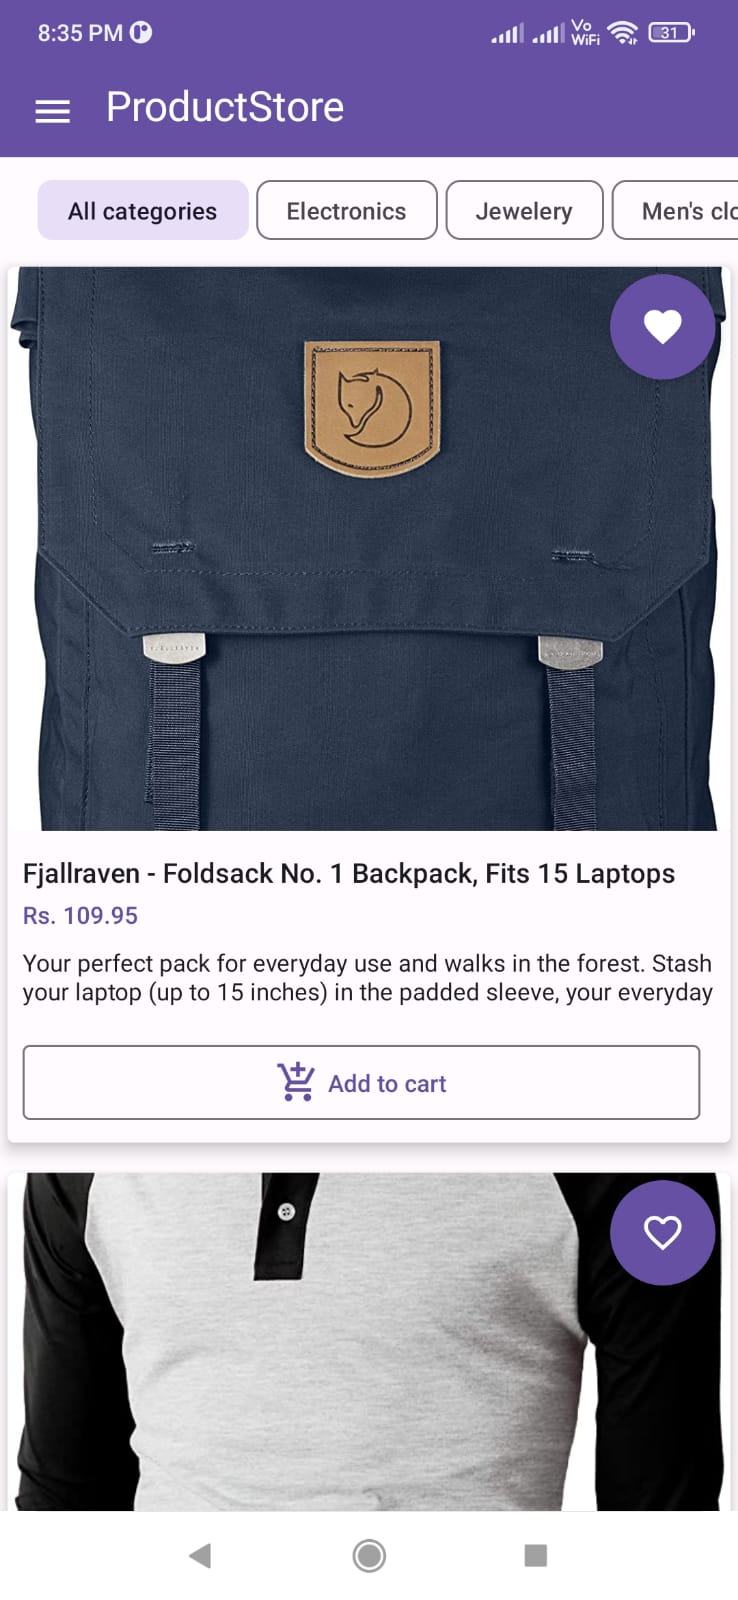 8:35 PM
Vo
WiFi
31
ProductStore
All categories
Electronics
Jewelery
Men's clo
Fjallraven - Foldsack No. 1 Backpack, Fits 15 Laptops
Rs. 109.95
Your perfect pack for everyday use and walks in the forest. Stash
your laptop (up to 15 inches) in the padded sleeve, your everyday
Add to cart